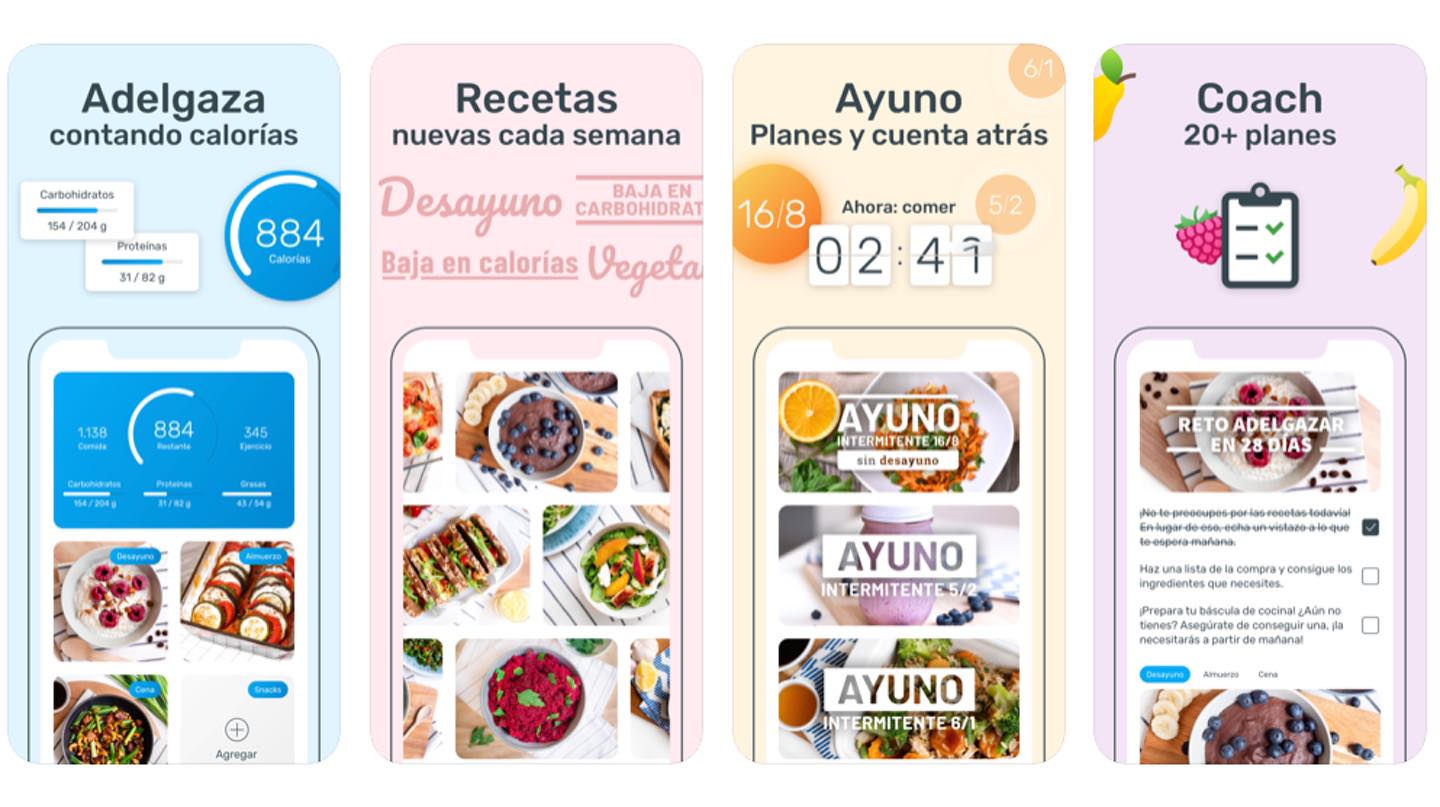 Adelgaza
contando calorías
Carbohidratos
154 / 204 g
Proteínas
31 / 82 g
884
Calorías
1.138
Comida
884
Restante
345
Ejercicio
Carbohidratos
154 / 204 g
Proteínas
31 / 82 g
Grasas
43 / 54 g
Desayuno
Almuerzo
Cena
Snacks
Agregar
Recetas
nuevas cada semana
Desayuno
BAJA EN
CARBOHIDRAT
Baja en calorías
Vegeta
Ayuno
Planes y cuenta atrás
6/1
16/8
5/2
Ahora: comer
02:41
AYUNO
INTERMITENTE 16/8
sin desayuno
AYUNO
INTERMITENTE 5/2
AYUNO
INTERMITENTE 6/1
Coach
20+ planes
RETO ADELGAZAR
EN 28 DÍAS
¡No te preocupes por las recetas todavía!
En lugar de eso, echa un vistazo a lo que
te espera mañana.
Haz una lista de la compra y consigue los
ingredientes que necesites.
¡Prepara tu báscula de cocina! ¿Aún no
tienes? Asegúrate de conseguir una, ¡la
necesitarás a partir de mañana!
Desayuno Almuerzo Cena